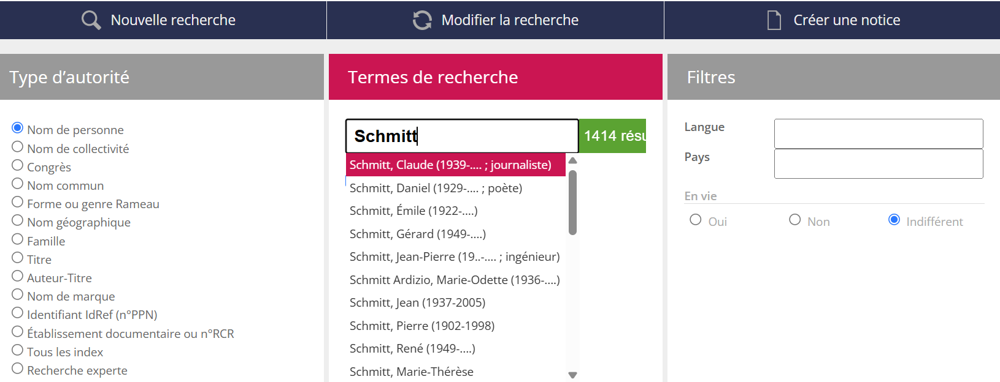 Nouvelle recherche
Modifier la recherche
Créer une notice
Type d’autorité
Nom de personne
Nom de collectivité
Congrès
Nom commun
Forme ou genre Rameau
Nom géographique
Famille
Titre
Auteur-Titre
Nom de marque
Identifiant IdRef (n°PPN)
Établissement documentaire ou n°RCR
Tous les index
Recherche experte
Termes de recherche
Schmitt
1414 résu
Schmitt, Claude (1939-.... ; journaliste)
Schmitt, Daniel (1929-.... ; poète)
Schmitt, Émile (1922-....)
Schmitt, Gérard (1949-....)
Schmitt, Jean-Pierre (19..-.... ; ingénieur)
Schmitt Ardizio, Marie-Odette (1936-....)
Schmitt, Jean (1937-2005)
Schmitt, Pierre (1902-1998)
Schmitt, René (1949-....)
Schmitt, Marie-Thérèse
Filtres
Langue
Pays
En vie
Oui
Non
Indifférent